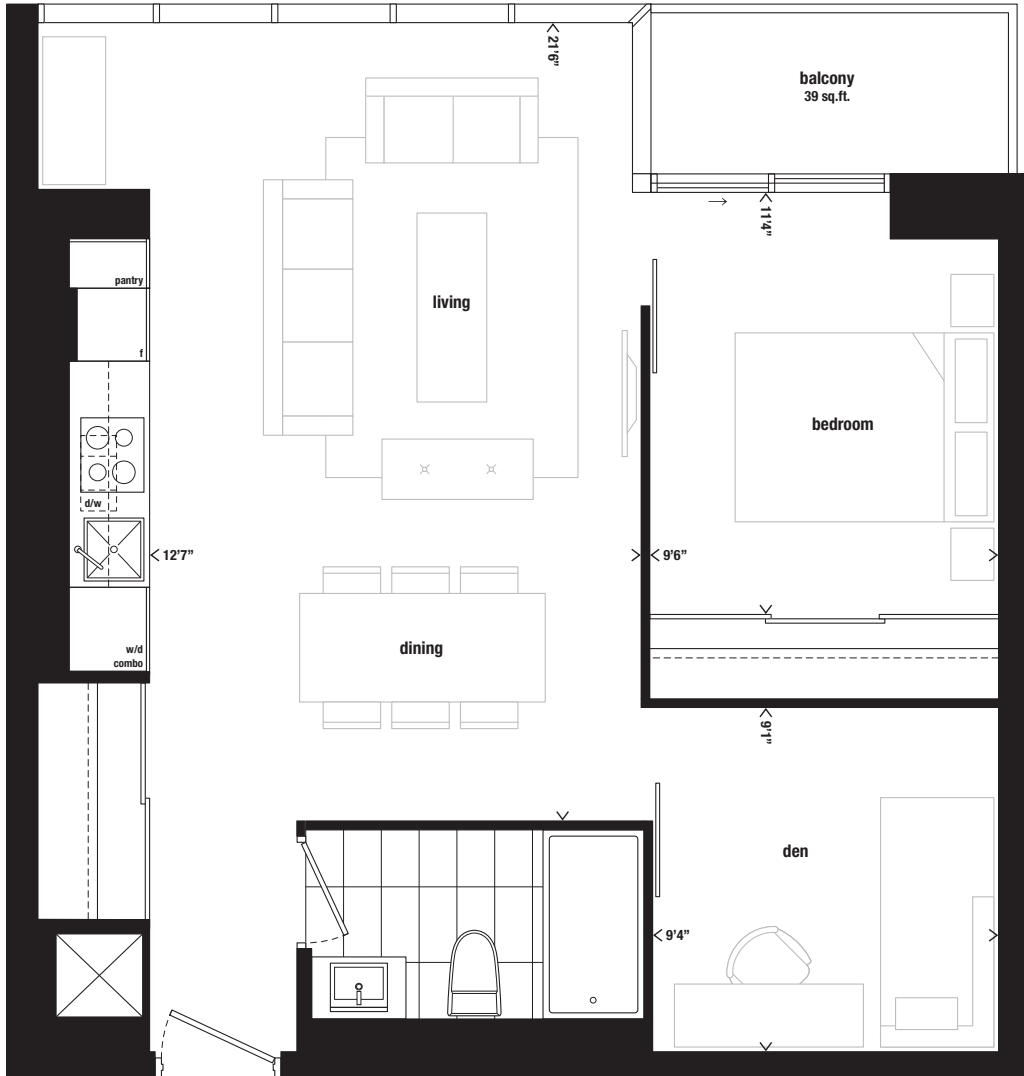 21'6"
balcony
39 sq.ft.
11'4"
pantry
f
living
bedroom
d/w
12'7"
9'6"
w/d
combo
dining
9'1"
den
9'4"